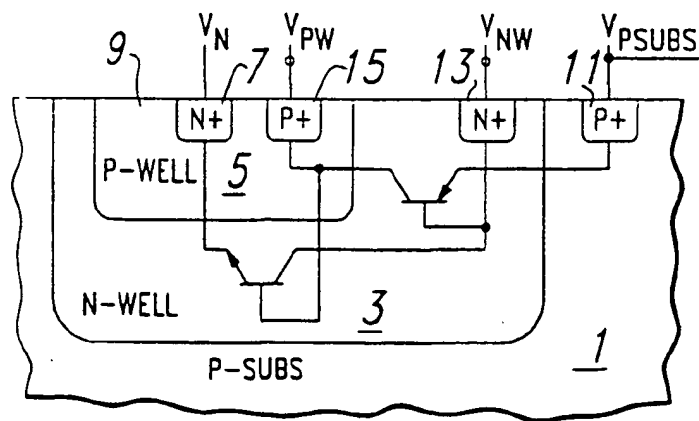 V_N V_PW V_NW V_PSUBS
9 7 15 13 11
N+ P+ N+ P+
P-WELL 5
N-WELL 3
P-SUBS 1